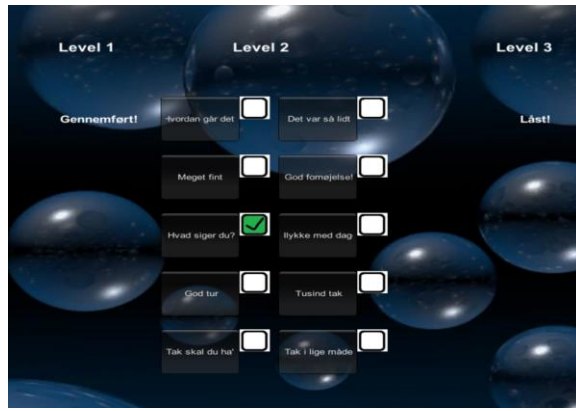 Level 1
Level 2
Level 3
Gennemført!
Hvordan går det
Det var så lidt
Låst!
Meget fint
God fornøjelse!
Hvad siger du?
llykke med dag
God tur
Tusind tak
Tak skal du ha'
Tak i lige måde